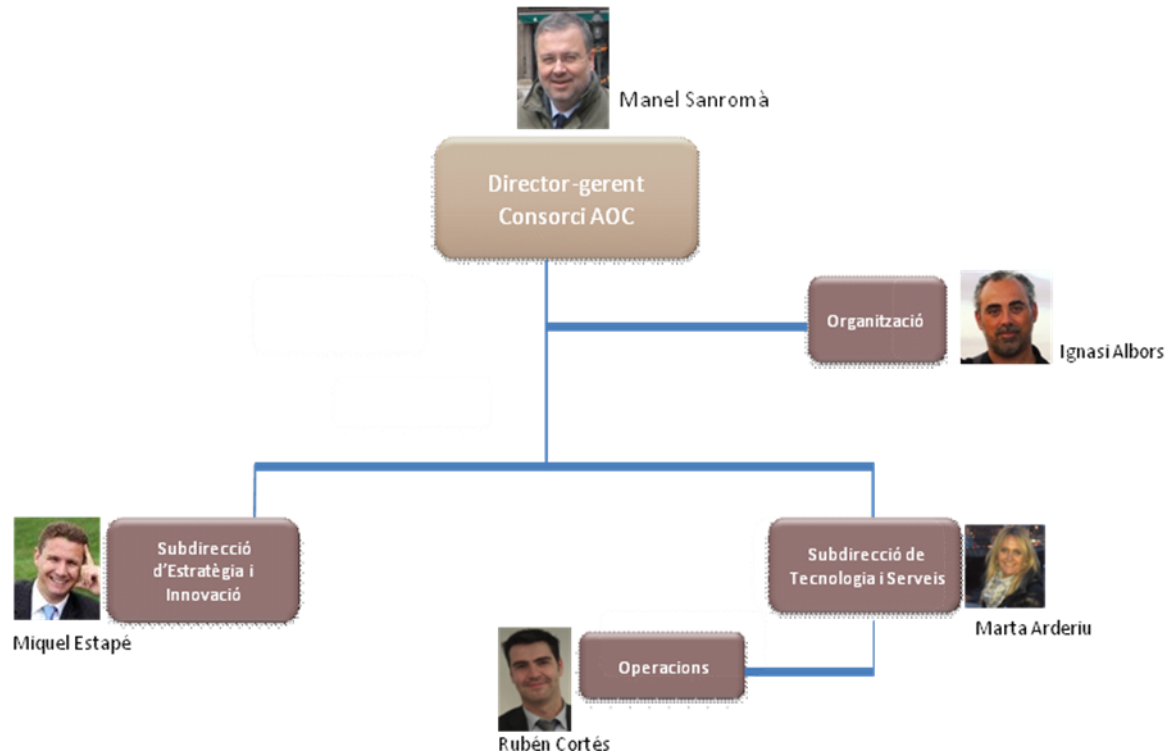 Manel Sanromà
Director-gerent
Consorci AOC
Organització
Ignasi Albors
Subdirecció
d'Estratègia i
Innovació
Miquel Estapé
Subdirecció de
Tecnologia i Serveis
Marta Arderiu
Operacions
Rubén Cortés